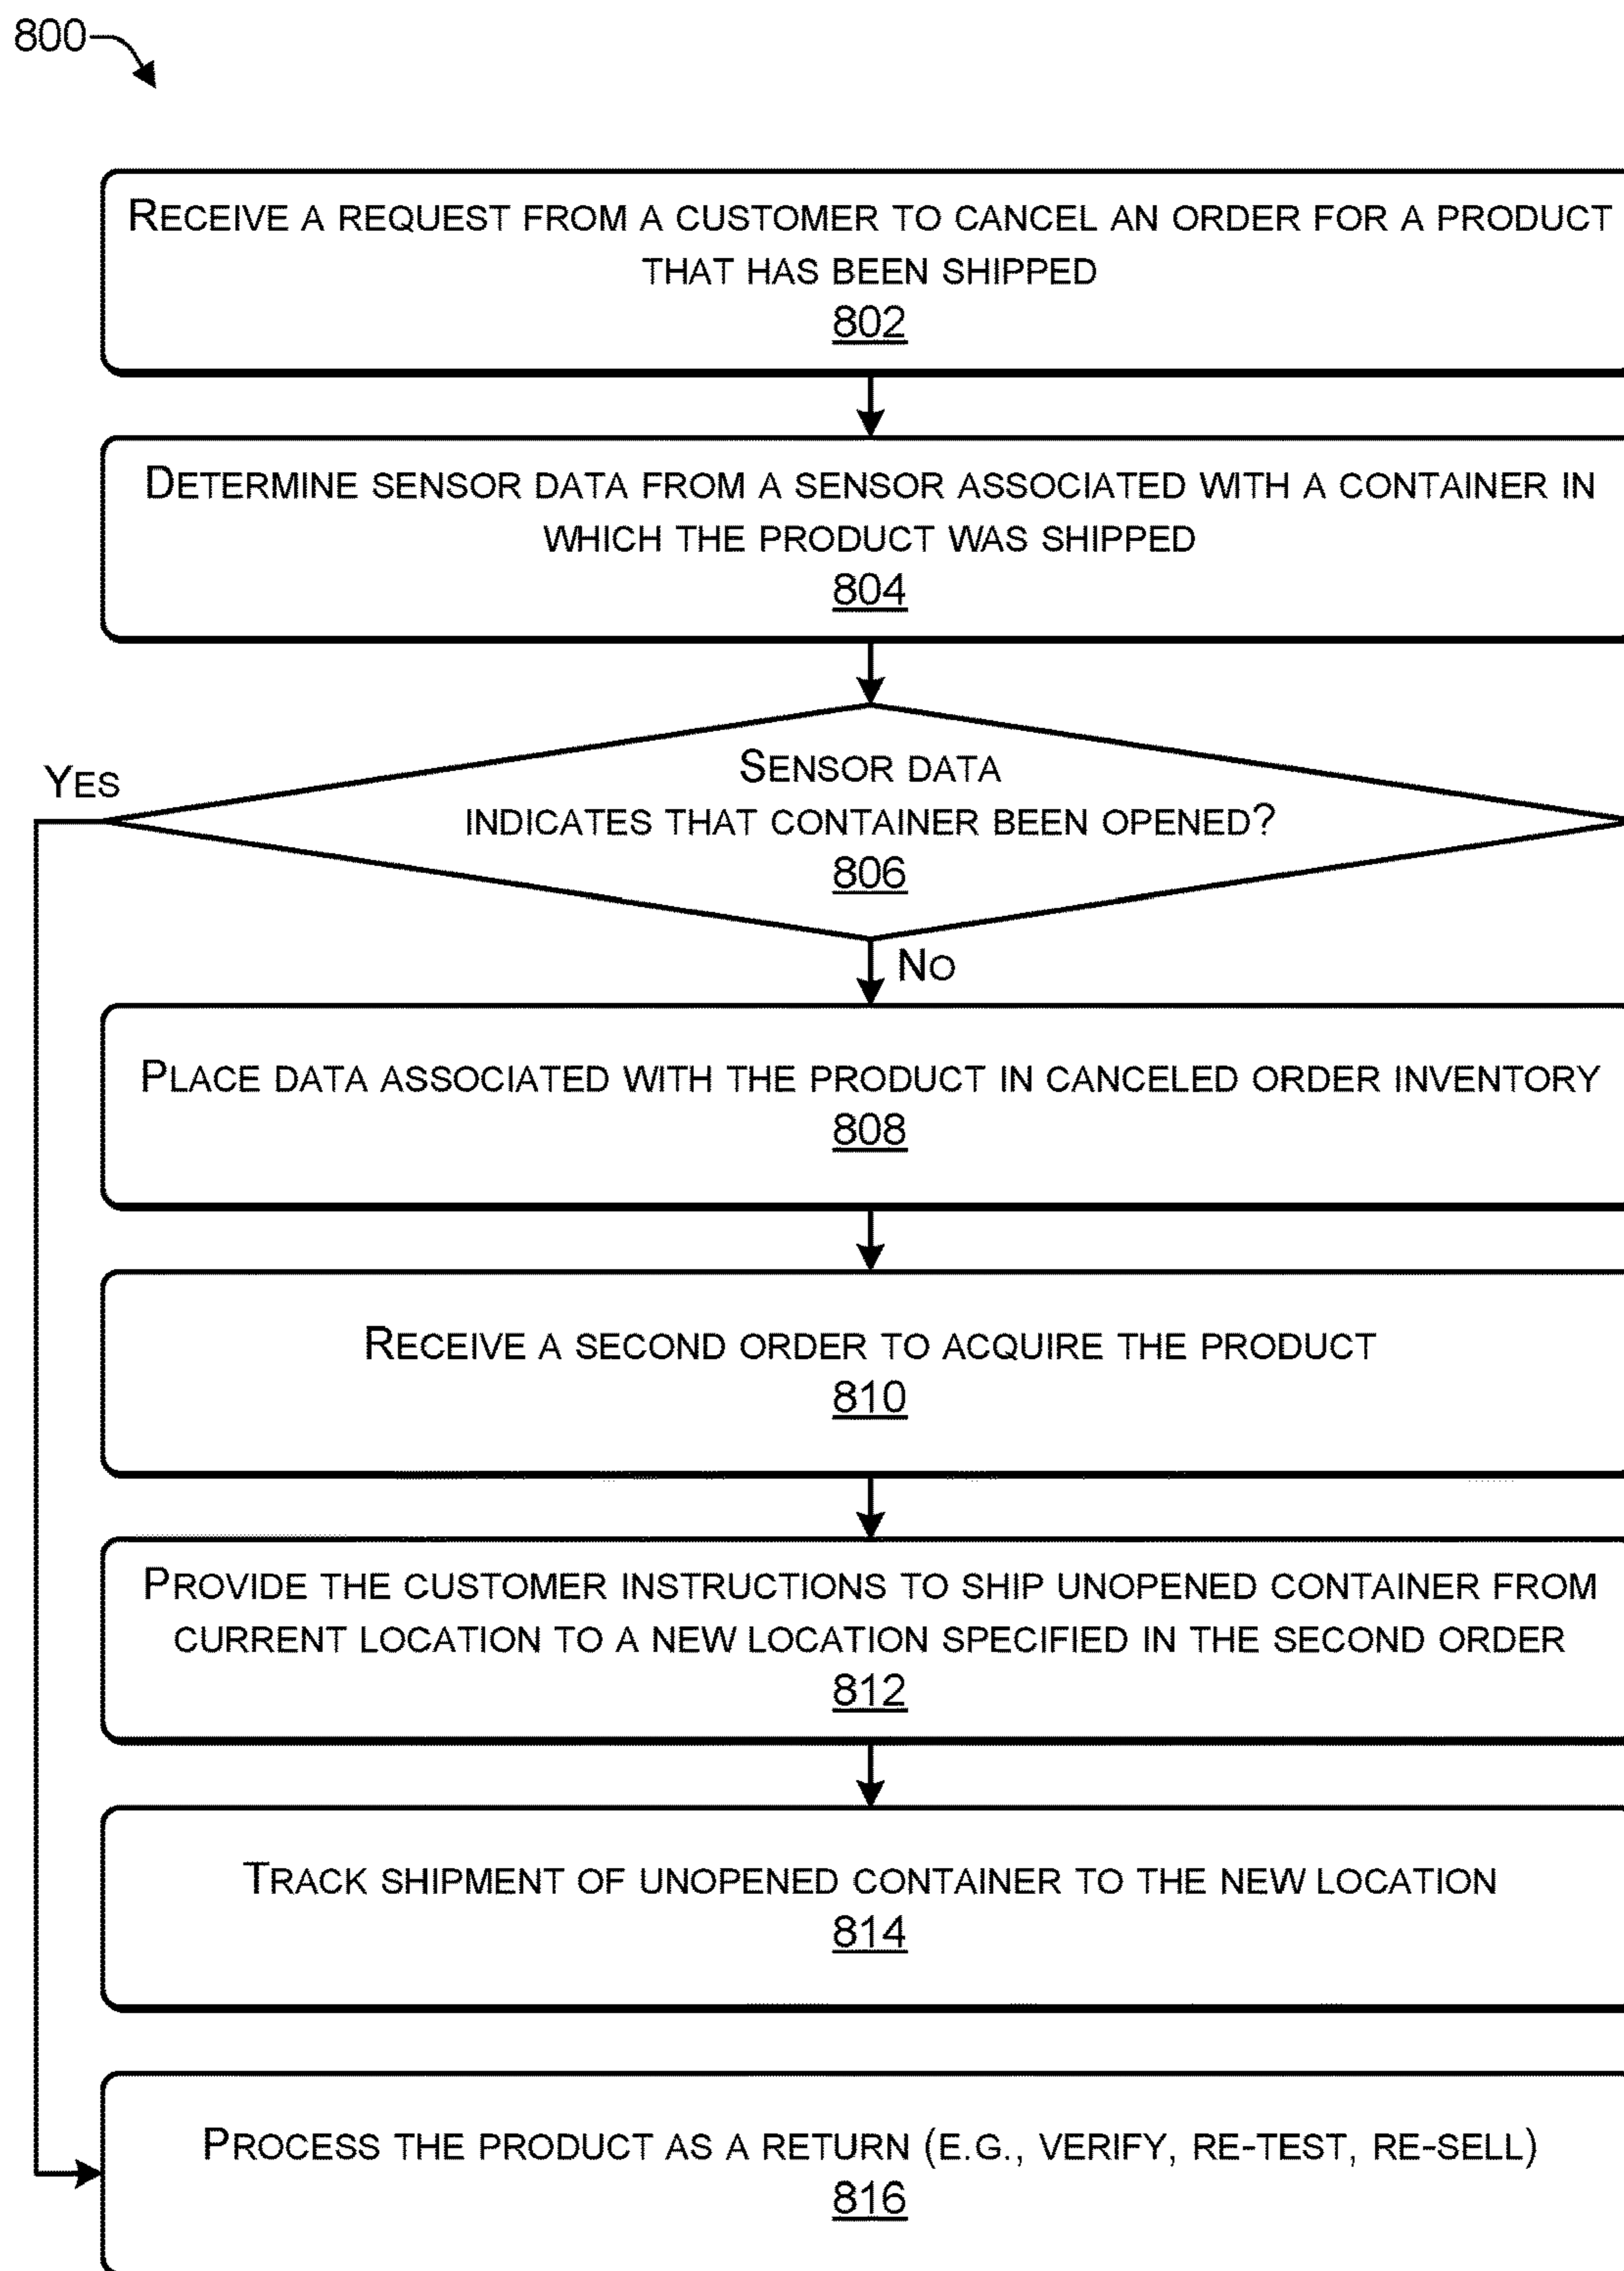 800
RECEIVE A REQUEST FROM A CUSTOMER TO CANCEL AN ORDER FOR A PRODUCT
THAT HAS BEEN SHIPPED
802
DETERMINE SENSOR DATA FROM A SENSOR ASSOCIATED WITH A CONTAINER IN
WHICH THE PRODUCT WAS SHIPPED
804
YES
SENSOR DATA
INDICATES THAT CONTAINER BEEN OPENED?
806
NO
PLACE DATA ASSOCIATED WITH THE PRODUCT IN CANCELED ORDER INVENTORY
808
RECEIVE A SECOND ORDER TO ACQUIRE THE PRODUCT
810
PROVIDE THE CUSTOMER INSTRUCTIONS TO SHIP UNOPENED CONTAINER FROM
CURRENT LOCATION TO A NEW LOCATION SPECIFIED IN THE SECOND ORDER
812
TRACK SHIPMENT OF UNOPENED CONTAINER TO THE NEW LOCATION
814
PROCESS THE PRODUCT AS A RETURN (E.G., VERIFY, RE-TEST, RE-SELL)
816